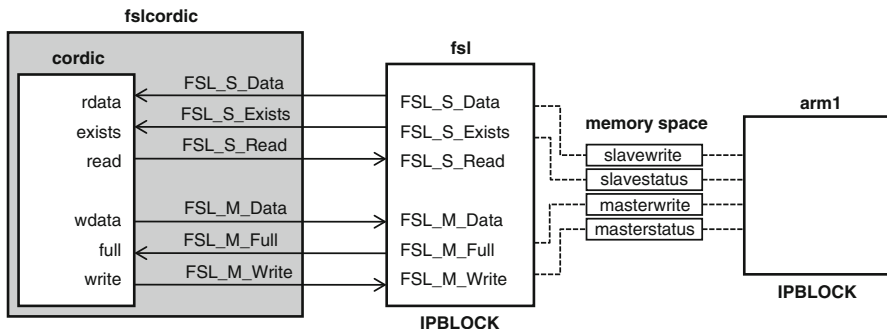 fslcordic
cordic
fsl
arm1
memory space
rdata
exists
read
wdata
full
write
FSL_S_Data
FSL_S_Exists
FSL_S_Read
FSL_M_Data
FSL_M_Full
FSL_M_Write
FSL_S_Data
FSL_S_Exists
FSL_S_Read
FSL_M_Data
FSL_M_Full
FSL_M_Write
slavewrite
slavestatus
masterwrite
masterstatus
IPBLOCK
IPBLOCK